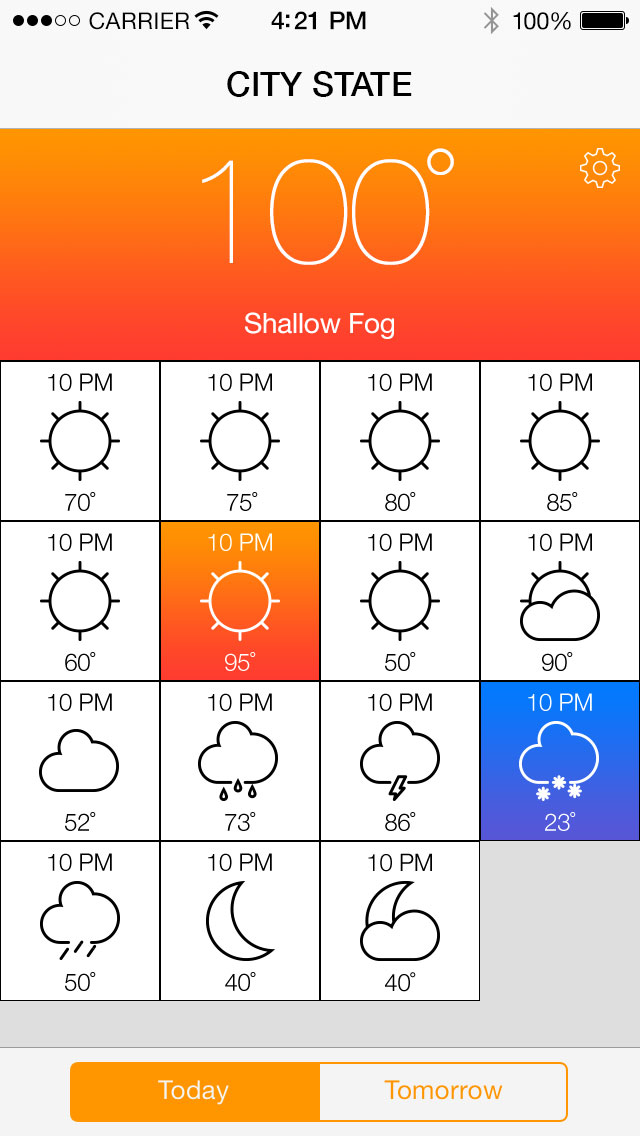 CARRIER 4:21 PM 100%
CITY STATE
100°
Shallow Fog
10 PM 10 PM 10 PM 10 PM
70° 75° 80° 85°
10 PM 10 PM 10 PM 10 PM
60° 95° 50° 90°
10 PM 10 PM 10 PM 10 PM
52° 73° 86° 23°
10 PM 10 PM 10 PM
50° 40° 40°
Today Tomorrow